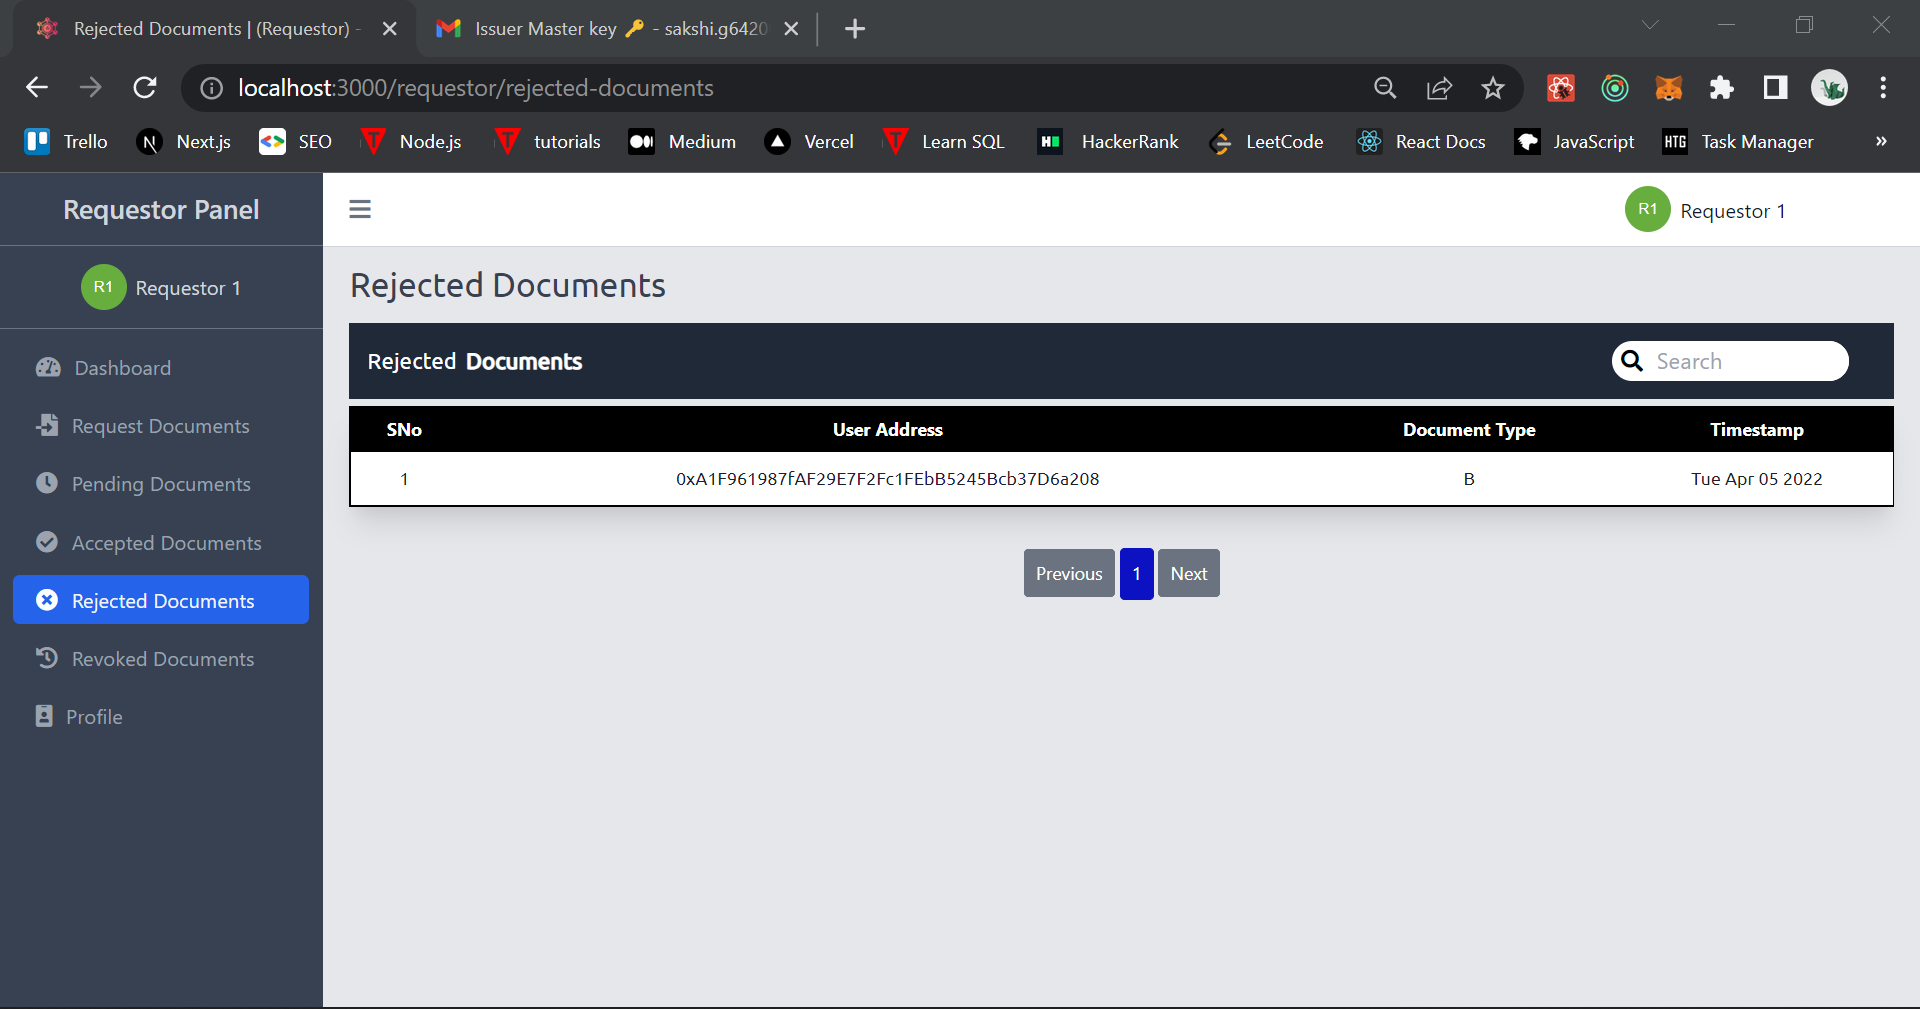 Rejected Documents | (Requestor) -
Issuer Master key 🔑 - sakshi.g6420
localhost:3000/requestor/rejected-documents
Trello Next.js SEO Node.js tutorials Medium Vercel Learn SQL HackerRank LeetCode React Docs JavaScript HTG Task Manager »
Requestor Panel
R1 Requestor 1
R1 Requestor 1
Dashboard
Request Documents
Pending Documents
Accepted Documents
Rejected Documents
Revoked Documents
Profile
Rejected Documents
Rejected Documents
Search
SNo User Address Document Type Timestamp
1 0xA1F961987fAF29E7F2Fc1FEbB5245Bcb37D6a208 B Tue Apr 05 2022
Previous 1 Next